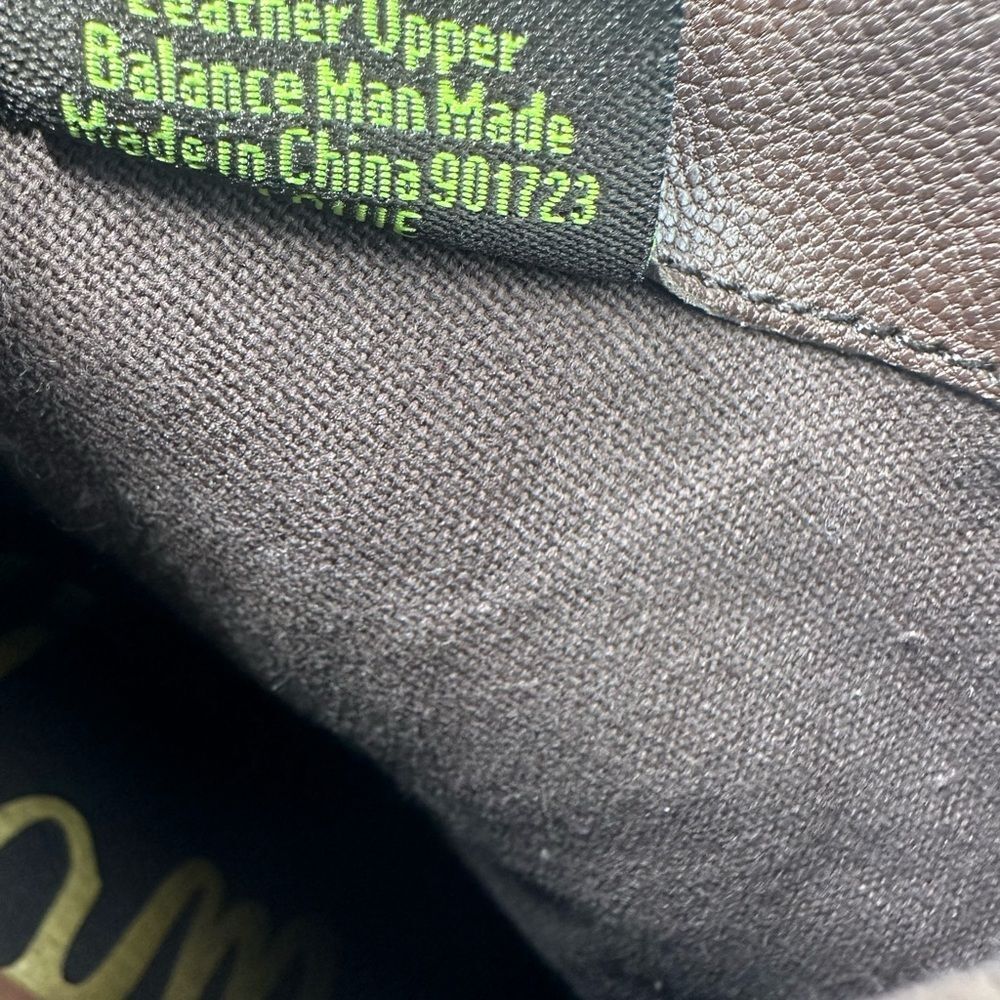 Leather Upper
Balance Man Made
Made in China 901723